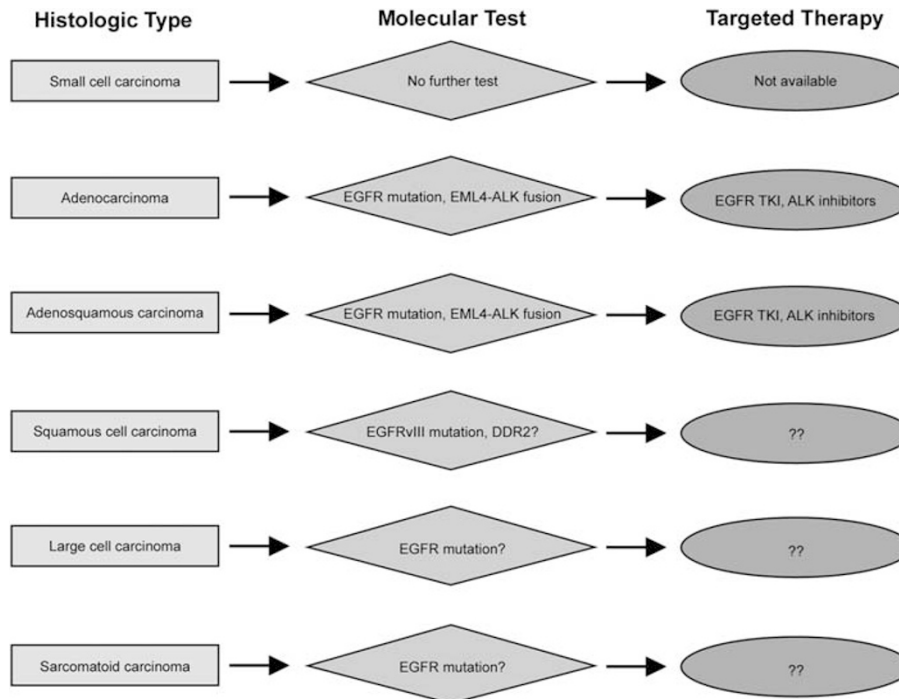 Histologic Type Molecular Test Targeted Therapy
Small cell carcinoma No further test Not available
Adenocarcinoma EGFR mutation, EML4-ALK fusion EGFR TKI, ALK inhibitors
Adenosquamous carcinoma EGFR mutation, EML4-ALK fusion EGFR TKI, ALK inhibitors
Squamous cell carcinoma EGFRvIII mutation, DDR2? ??
Large cell carcinoma EGFR mutation? ??
Sarcomatoid carcinoma EGFR mutation? ??